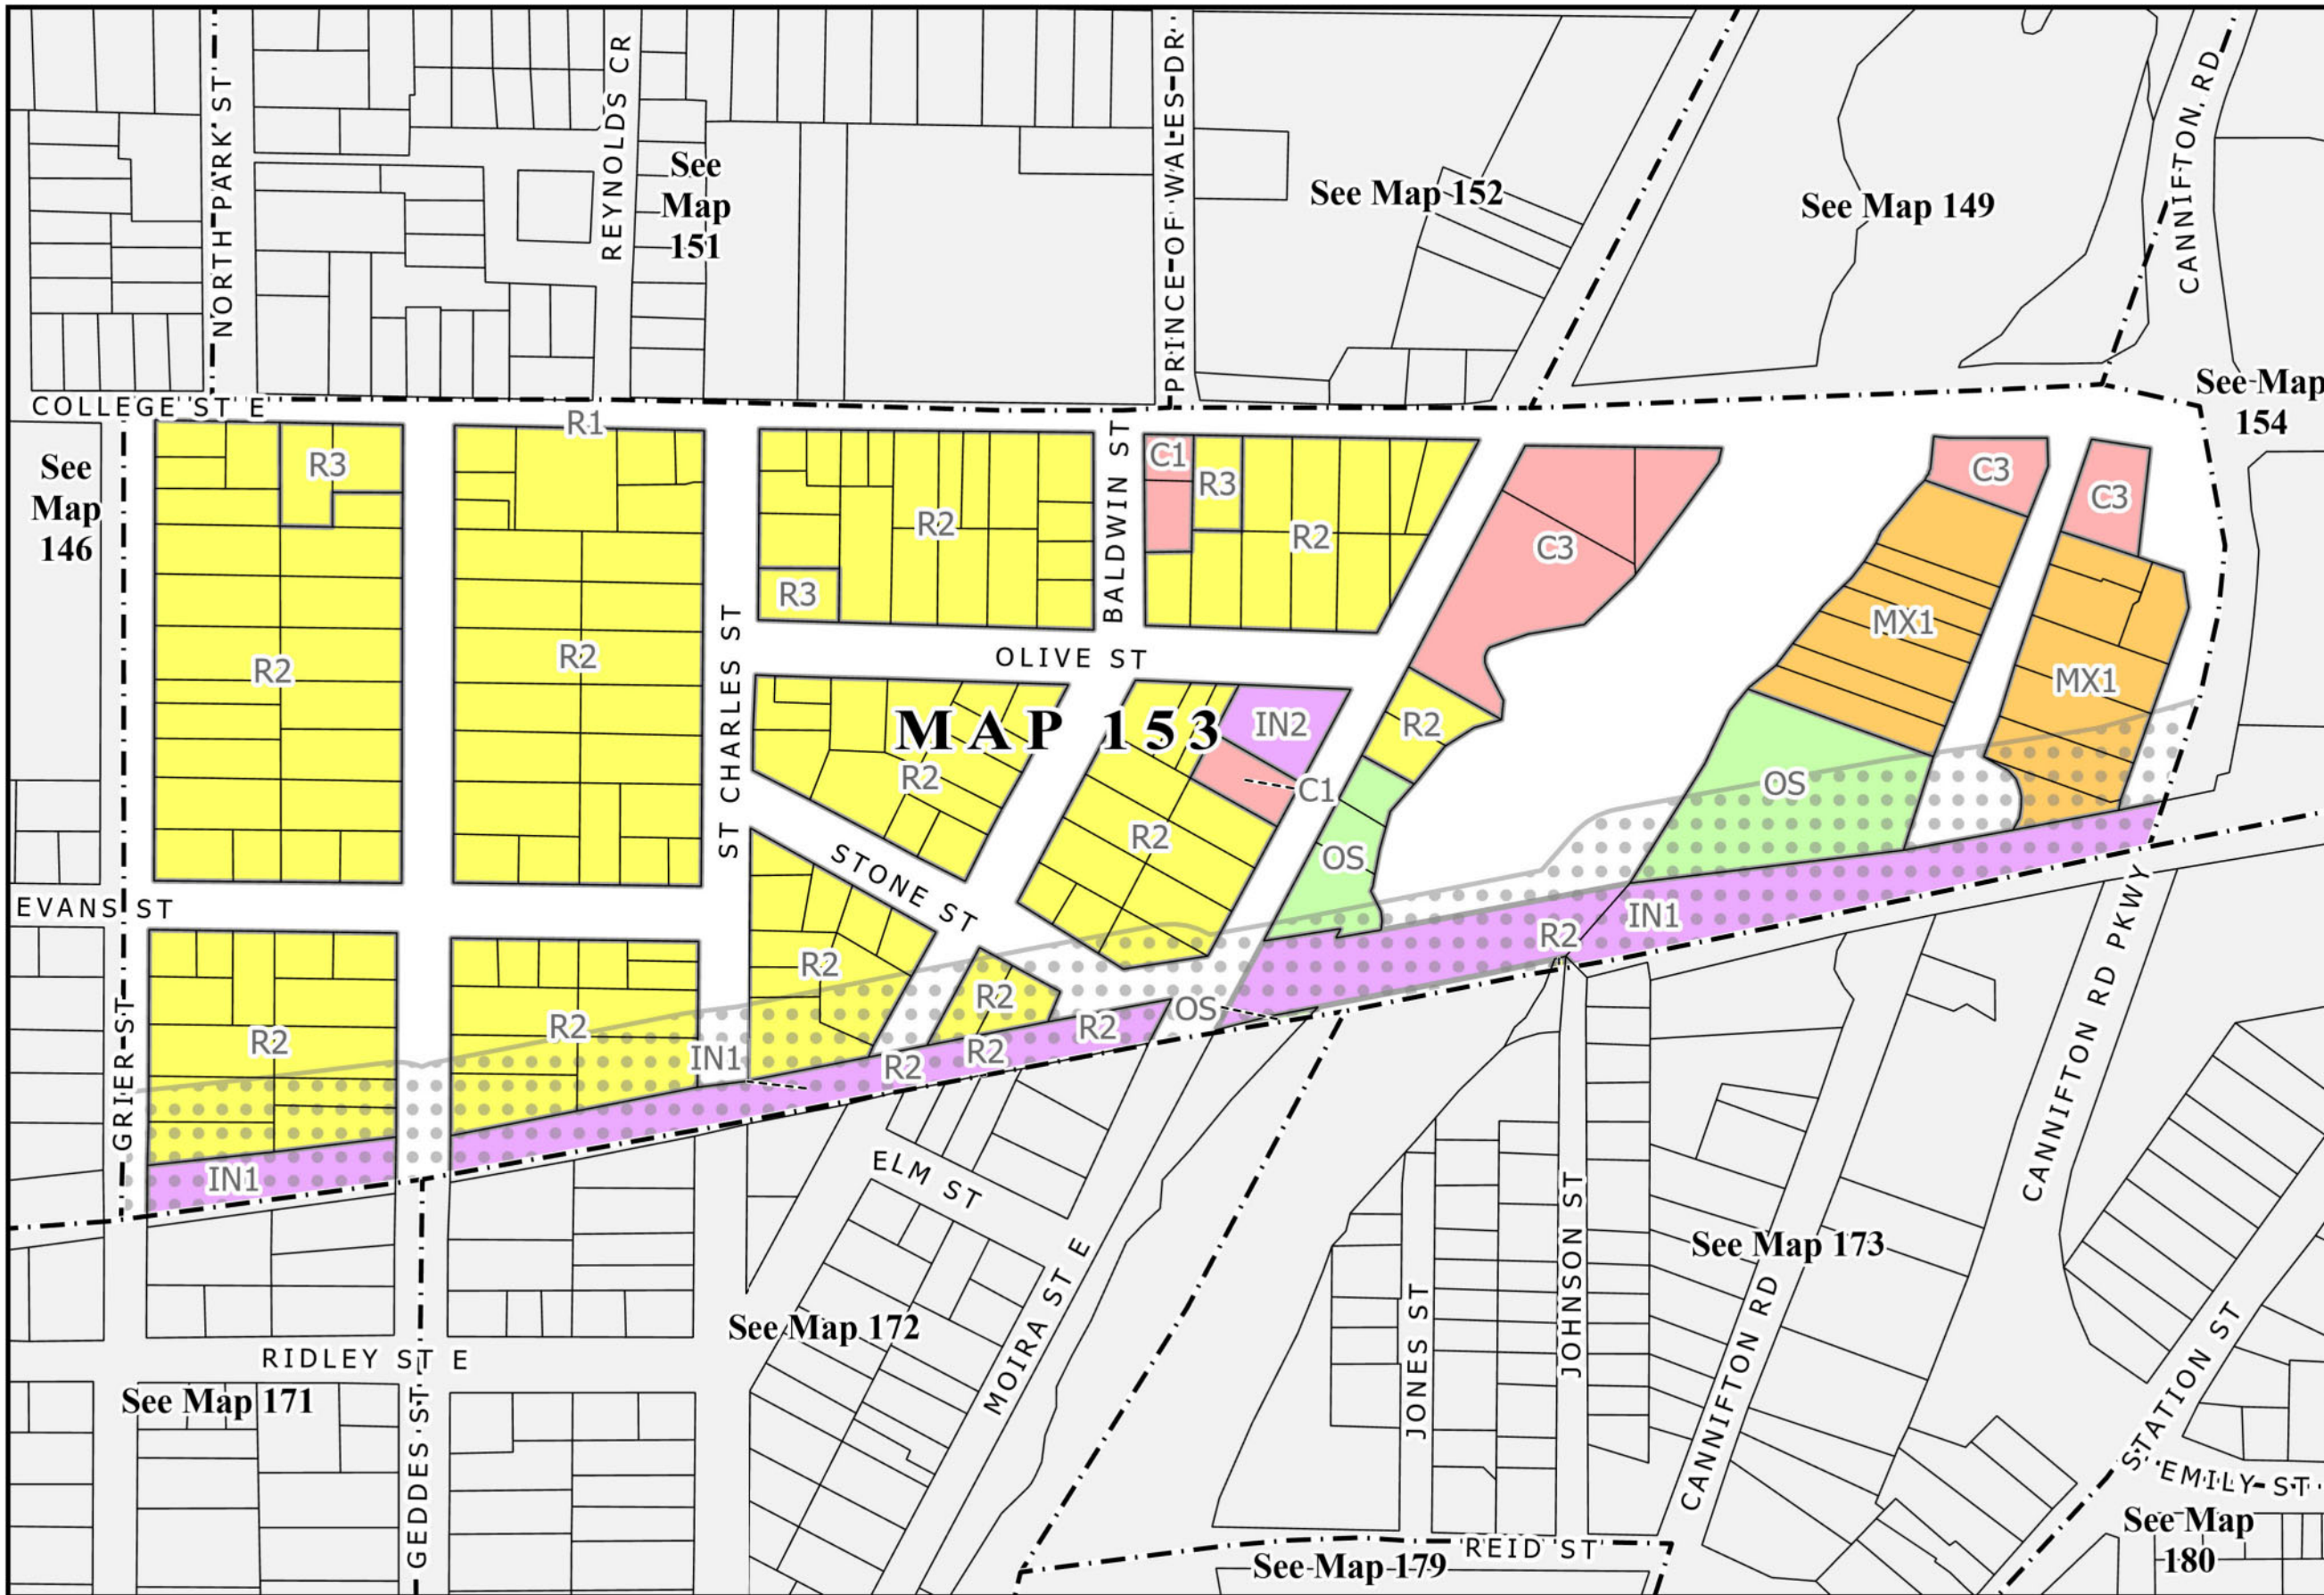 NORTH PARK ST
REYNOLDS CR
PRINCE OF WALES DR
CANNIFTON RD
See
Map
151
See Map 152
See Map 149
See Map
154
COLLEGE ST E
R1
See
Map
146
R3
R2
R2
R2
R3
BALDWIN ST
C1
R3
R2
C3
C3
C3
MX1
MX1
ST CHARLES ST
OLIVE ST
MAP 153
R2
IN2
C1
R2
R2
OS
OS
STONE ST
EVANS ST
GRIER ST
R2
R2
R2
R2
IN1
R2
R2
R2
OS
R2
IN1
IN1
CANNIFTON RD PKWY
ELM ST
MOIRA ST E
JONES ST
JOHNSON ST
See Map 173
CANNIFTON RD
See Map 172
RIDLEY ST E
See Map 171
GEDDES ST
STATION ST
EMILY ST
See Map
180
REID ST
See Map 179